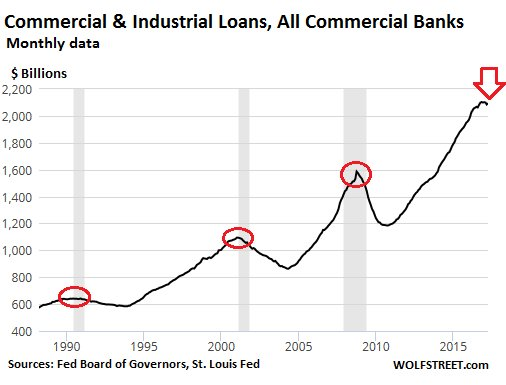 Commercial & Industrial Loans, All Commercial Banks
Monthly data
$ Billions
2,200
2,000
1,800
1,600
1,400
1,200
1,000
800
600
400
1990 1995 2000 2005 2010 2015
Sources: Fed Board of Governors, St. Louis Fed
WOLFSTREET.com